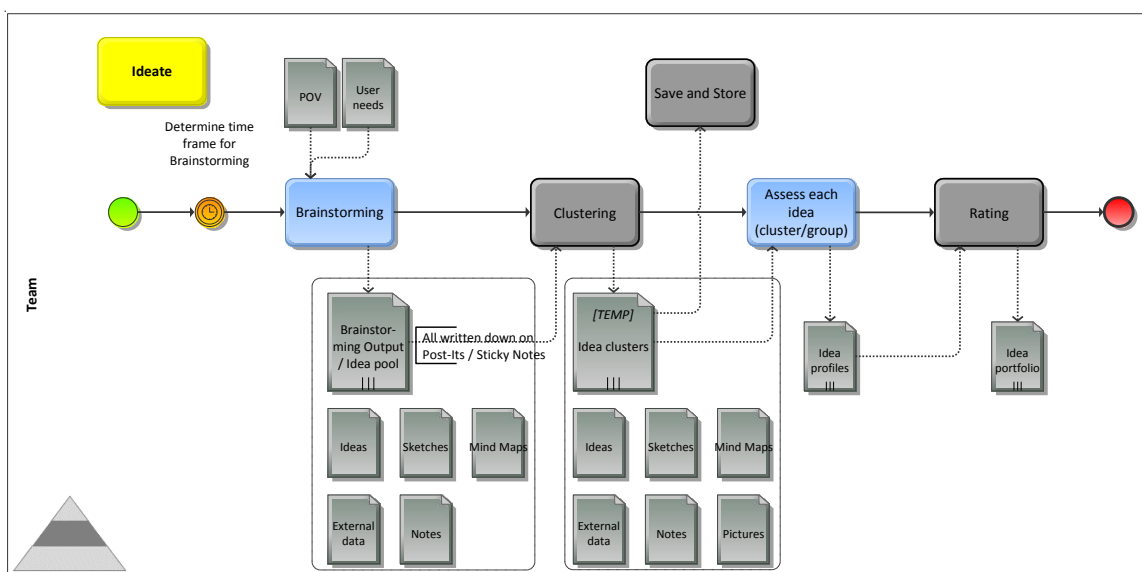 Ideate
POV
User
needs
Save and Store
Determine time
frame for
Brainstorming
Brainstorming
Clustering
Assess each
idea
(cluster/group)
Rating
Team
Brainstor-
ming Output
/ Idea pool
All written down on
Post-Its / Sticky Notes
[TEMP]
Idea clusters
Idea
profiles
Idea
portfolio
Ideas
Sketches
Mind Maps
Ideas
Sketches
Mind Maps
External
data
Notes
External
data
Notes
Pictures